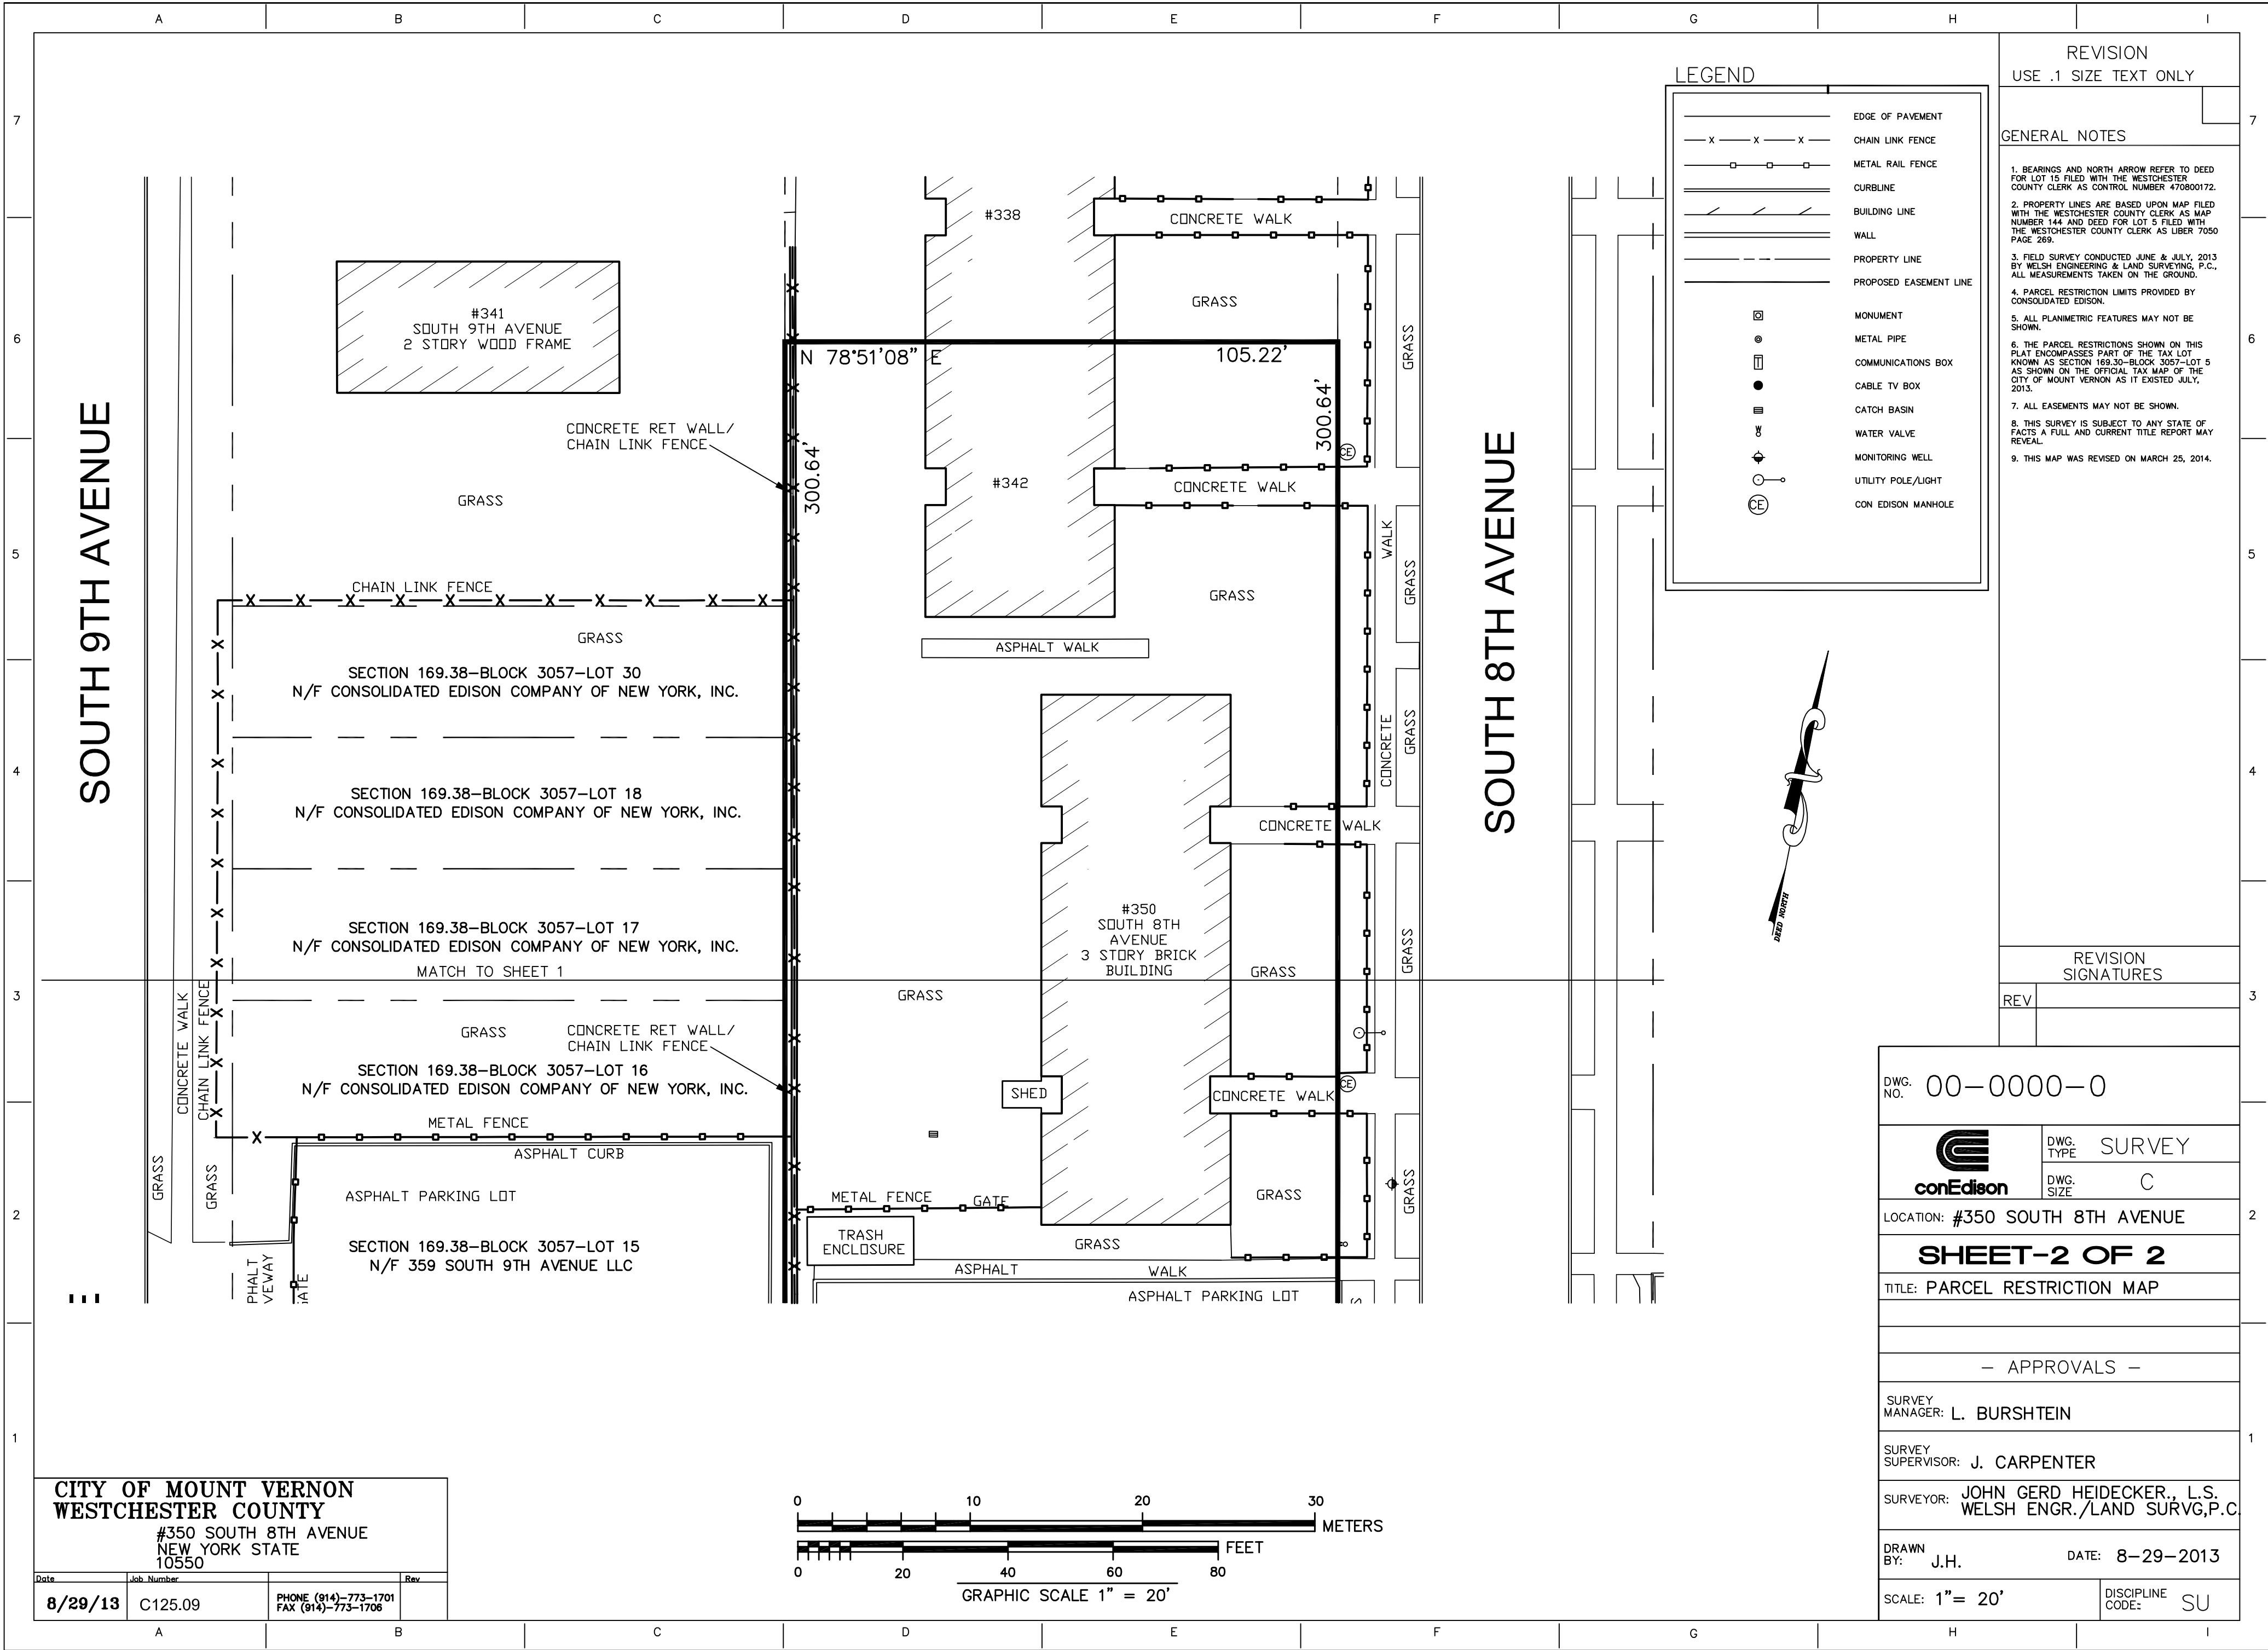 A B C D E F G H I
7
6
5
4
3
2
1
REVISION
USE .1 SIZE TEXT ONLY
GENERAL NOTES
1. BEARINGS AND NORTH ARROW REFER TO DEED
FOR LOT 15 FILED WITH THE WESTCHESTER
COUNTY CLERK AS CONTROL NUMBER 470800172.
2. PROPERTY LINES ARE BASED UPON MAP FILED
WITH THE WESTCHESTER COUNTY CLERK AS MAP
NUMBER 144 AND DEED FOR LOT 5 FILED WITH
THE WESTCHESTER COUNTY CLERK AS LIBER 7050
PAGE 269.
3. FIELD SURVEY CONDUCTED JUNE & JULY, 2013
BY WELSH ENGINEERING & LAND SURVEYING, P.C.,
ALL MEASUREMENTS TAKEN ON THE GROUND.
4. PARCEL RESTRICTION LIMITS PROVIDED BY
CONSOLIDATED EDISON.
5. ALL PLANIMETRIC FEATURES MAY NOT BE
SHOWN.
6. THE PARCEL RESTRICTIONS SHOWN ON THIS
PLAT ENCOMPASSES PART OF THE TAX LOT
KNOWN AS SECTION 169.30-BLOCK 3057-LOT 5
AS SHOWN ON THE OFFICIAL TAX MAP OF THE
CITY OF MOUNT VERNON AS IT EXISTED JULY,
2013.
7. ALL EASEMENTS MAY NOT BE SHOWN.
8. THIS SURVEY IS SUBJECT TO ANY STATE OF
FACTS A FULL AND CURRENT TITLE REPORT MAY
REVEAL.
9. THIS MAP WAS REVISED ON MARCH 25, 2014.
LEGEND
EDGE OF PAVEMENT
X X X CHAIN LINK FENCE
METAL RAIL FENCE
CURBLINE
BUILDING LINE
WALL
PROPERTY LINE
PROPOSED EASEMENT LINE
MONUMENT
METAL PIPE
T COMMUNICATIONS BOX
CABLE TV BOX
CATCH BASIN
W WATER VALVE
MONITORING WELL
UTILITY POLE/LIGHT
CE CON EDISON MANHOLE
DEED NORTH
SOUTH 9TH AVENUE
SOUTH 8TH AVENUE
#341
SOUTH 9TH AVENUE
2 STORY WOOD FRAME
#338
CONCRETE WALK
GRASS
GRASS
N 78°51'08" E
105.22'
300.64'
300.64'
CE
CONCRETE RET WALL/
CHAIN LINK FENCE
GRASS
#342
CONCRETE WALK
WALK
GRASS
GRASS
CHAIN LINK FENCE
GRASS
ASPHALT WALK
SECTION 169.38-BLOCK 3057-LOT 30
N/F CONSOLIDATED EDISON COMPANY OF NEW YORK, INC.
CONCRETE
GRASS
SECTION 169.38-BLOCK 3057-LOT 18
N/F CONSOLIDATED EDISON COMPANY OF NEW YORK, INC.
CONCRETE WALK
SECTION 169.38-BLOCK 3057-LOT 17
N/F CONSOLIDATED EDISON COMPANY OF NEW YORK, INC.
#350
SOUTH 8TH
AVENUE
3 STORY BRICK
BUILDING
GRASS
GRASS
MATCH TO SHEET 1
GRASS
CONCRETE WALK
CHAIN LINK FENCE
GRASS
CONCRETE RET WALL/
CHAIN LINK FENCE
SECTION 169.38-BLOCK 3057-LOT 16
N/F CONSOLIDATED EDISON COMPANY OF NEW YORK, INC.
SHED
CONCRETE WALK
CE
METAL FENCE
ASPHALT CURB
GRASS
GRASS
ASPHALT PARKING LOT
METAL FENCE
GATE
GRASS
GRASS
SECTION 169.38-BLOCK 3057-LOT 15
N/F 359 SOUTH 9TH AVENUE LLC
TRASH
ENCLOSURE
GRASS
ASPHALT WALK
ASPHALT PARKING LOT
PHALT
VEWAY
ATE
REVISION
SIGNATURES
REV
DWG.
NO. 00-0000-0
conEdison
DWG.
TYPE SURVEY
DWG.
SIZE C
LOCATION: #350 SOUTH 8TH AVENUE
SHEET-2 OF 2
TITLE: PARCEL RESTRICTION MAP
- APPROVALS -
SURVEY
MANAGER: L. BURSHTEIN
SURVEY
SUPERVISOR: J. CARPENTER
SURVEYOR: JOHN GERD HEIDECKER., L.S.
WELSH ENGR./LAND SURVG,P.C.
DRAWN
BY: J.H. DATE: 8-29-2013
SCALE: 1"= 20' DISCIPLINE
CODE: SU
CITY OF MOUNT VERNON
WESTCHESTER COUNTY
#350 SOUTH 8TH AVENUE
NEW YORK STATE
10550
Date Job Number Rev
8/29/13 C125.09 PHONE (914)-773-1701
FAX (914)-773-1706
0 10 20 30
METERS
FEET
0 20 40 60 80
GRAPHIC SCALE 1" = 20'
A B C D E F G H I
7
6
5
4
3
2
1